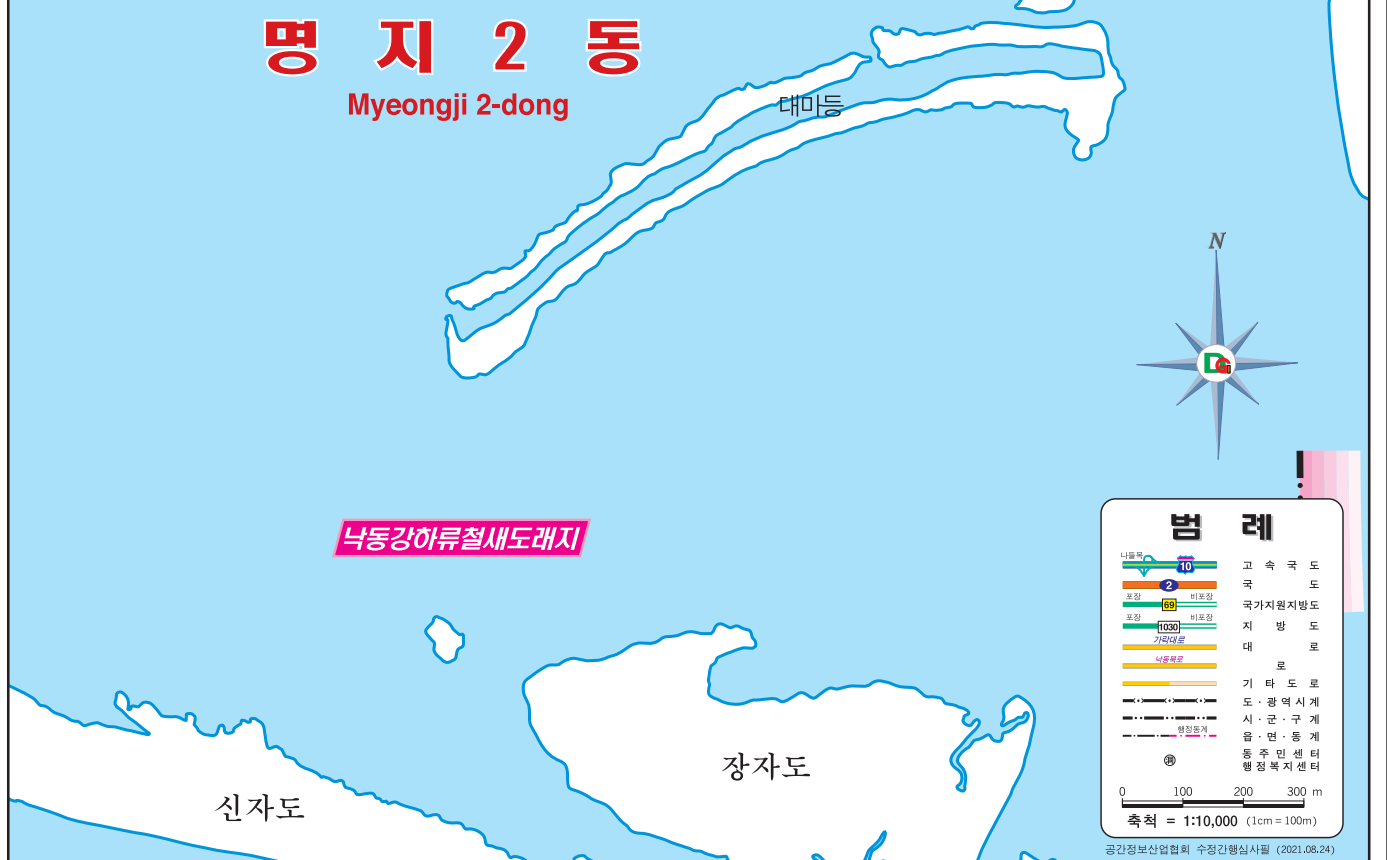 명 지 2 동
Myeongji 2-dong
대마등
N
낙동강하류철새도래지
장자도
신자도
범 례
나들목
10
고 속 국 도
2
국 도
포장 69 비포장
국가지원지방도
포장 1030 비포장
지 방 도
가락대로
대 로
낙동북로
로
기 타 도 로
도 · 광 역 시 계
시 · 군 · 구 계
행정동계
읍 · 면 · 동 계
동 주 민 센 터
행정복지센터
0 100 200 300 m
축척 = 1:10,000 (1cm = 100m)
공간정보산업협회 수정간행심사필 (2021.08.24)